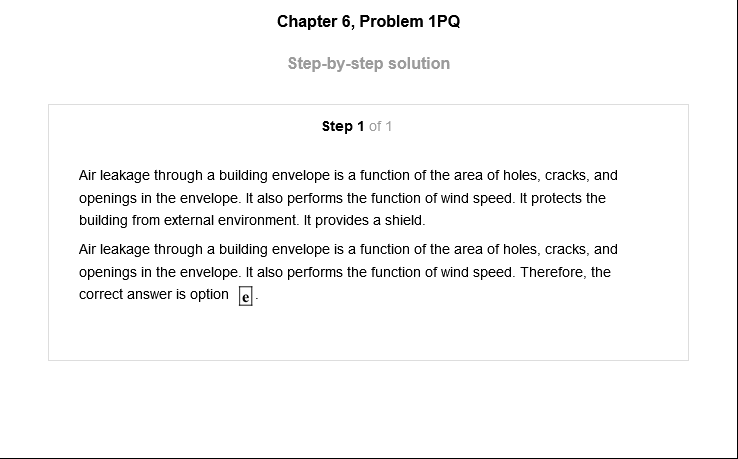 Chapter 6, Problem 1PQ
Step-by-step solution
Step 1 of 1
Air leakage through a building envelope is a function of the area of holes, cracks, and
openings in the envelope. It also performs the function of wind speed. It protects the
building from external environment. It provides a shield.
Air leakage through a building envelope is a function of the area of holes, cracks, and
openings in the envelope. It also performs the function of wind speed. Therefore, the
correct answer is option e.